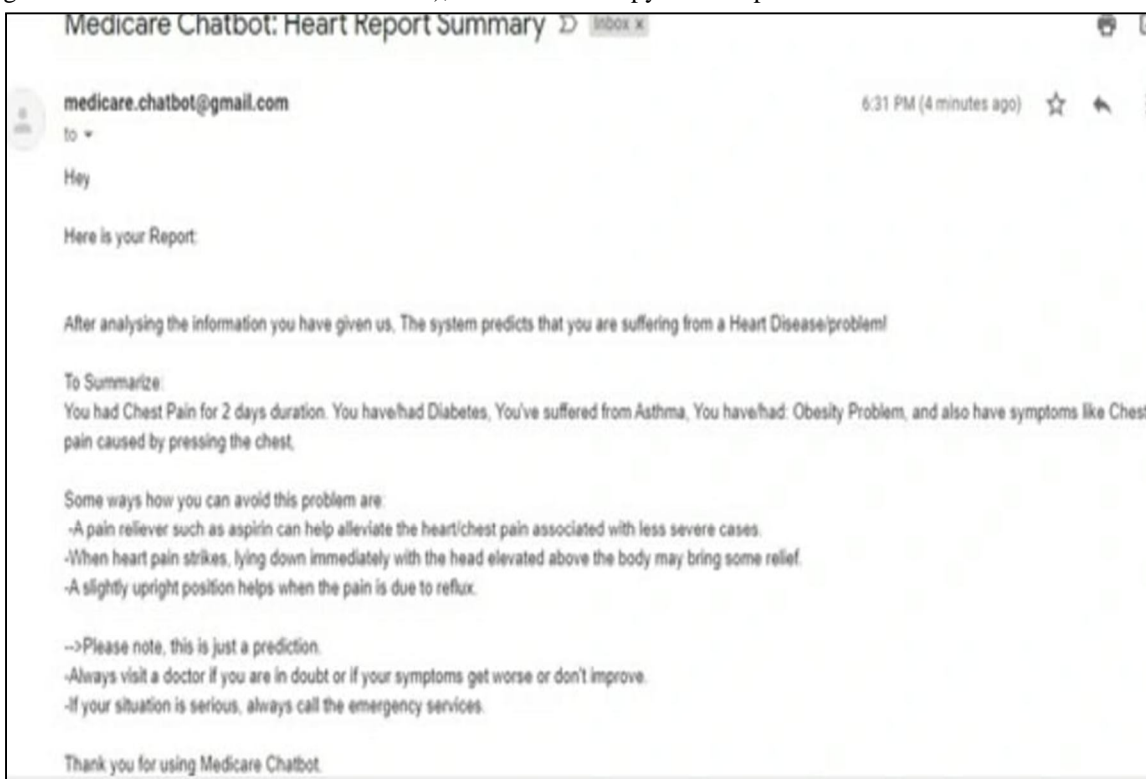 Medicare Chatbot: Heart Report Summary Inbox x
medicare.chatbot@gmail.com 6:31 PM (4 minutes ago)
to
Hey
Here is your Report:
After analysing the information you have given us, The system predicts that you are suffering from a Heart Disease/problem!
To Summarize:
You had Chest Pain for 2 days duration. You have/had Diabetes, You've suffered from Asthma, You have/had: Obesity Problem, and also have symptoms like Chest
pain caused by pressing the chest,
Some ways how you can avoid this problem are:
-A pain reliever such as aspirin can help alleviate the heart/chest pain associated with less severe cases.
-When heart pain strikes, lying down immediately with the head elevated above the body may bring some relief.
-A slightly upright position helps when the pain is due to reflux.
-->Please note, this is just a prediction.
-Always visit a doctor if you are in doubt or if your symptoms get worse or don't improve.
-If your situation is serious, always call the emergency services.
Thank you for using Medicare Chatbot.